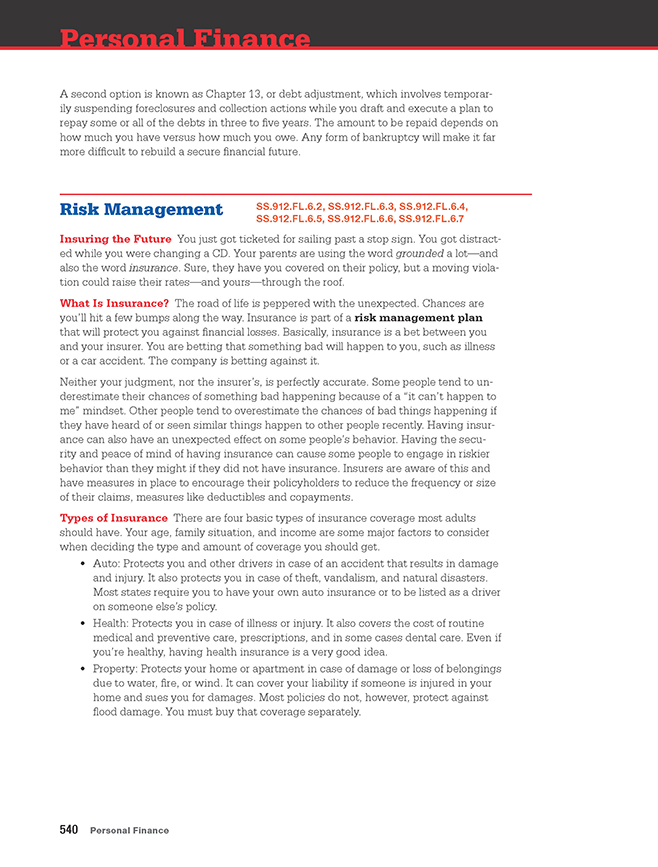 Personal Finance
A second option is known as Chapter 13, or debt adjustment, which involves temporar-
ily suspending foreclosures and collection actions while you draft and execute a plan to
repay some or all of the debts in three to five years. The amount to be repaid depends on
how much you have versus how much you owe. Any form of bankruptcy will make it far
more difficult to rebuild a secure financial future.
Risk Management
SS.912.FL.6.2, SS.912.FL.6.3, SS.912.FL.6.4,
SS.912.FL.6.5, SS.912.FL.6.6, SS.912.FL.6.7
Insuring the Future You just got ticketed for sailing past a stop sign. You got distract-
ed while you were changing a CD. Your parents are using the word grounded a lot—and
also the word insurance. Sure, they have you covered on their policy, but a moving viola-
tion could raise their rates—and yours—through the roof.
What Is Insurance? The road of life is peppered with the unexpected. Chances are
you'll hit a few bumps along the way. Insurance is part of a risk management plan
that will protect you against financial losses. Basically, insurance is a bet between you
and your insurer. You are betting that something bad will happen to you, such as illness
or a car accident. The company is betting against it.
Neither your judgment, nor the insurer's, is perfectly accurate. Some people tend to un-
derestimate their chances of something bad happening because of a "it can't happen to
me" mindset. Other people tend to overestimate the chances of bad things happening if
they have heard of or seen similar things happen to other people recently. Having insur-
ance can also have an unexpected effect on some people's behavior. Having the secu-
rity and peace of mind of having insurance can cause some people to engage in riskier
behavior than they might if they did not have insurance. Insurers are aware of this and
have measures in place to encourage their policyholders to reduce the frequency or size
of their claims, measures like deductibles and copayments.
Types of Insurance There are four basic types of insurance coverage most adults
should have. Your age, family situation, and income are some major factors to consider
when deciding the type and amount of coverage you should get.
• Auto: Protects you and other drivers in case of an accident that results in damage
and injury. It also protects you in case of theft, vandalism, and natural disasters.
Most states require you to have your own auto insurance or to be listed as a driver
on someone else's policy.
• Health: Protects you in case of illness or injury. It also covers the cost of routine
medical and preventive care, prescriptions, and in some cases dental care. Even if
you're healthy, having health insurance is a very good idea.
• Property: Protects your home or apartment in case of damage or loss of belongings
due to water, fire, or wind. It can cover your liability if someone is injured in your
home and sues you for damages. Most policies do not, however, protect against
flood damage. You must buy that coverage separately.
540 Personal Finance